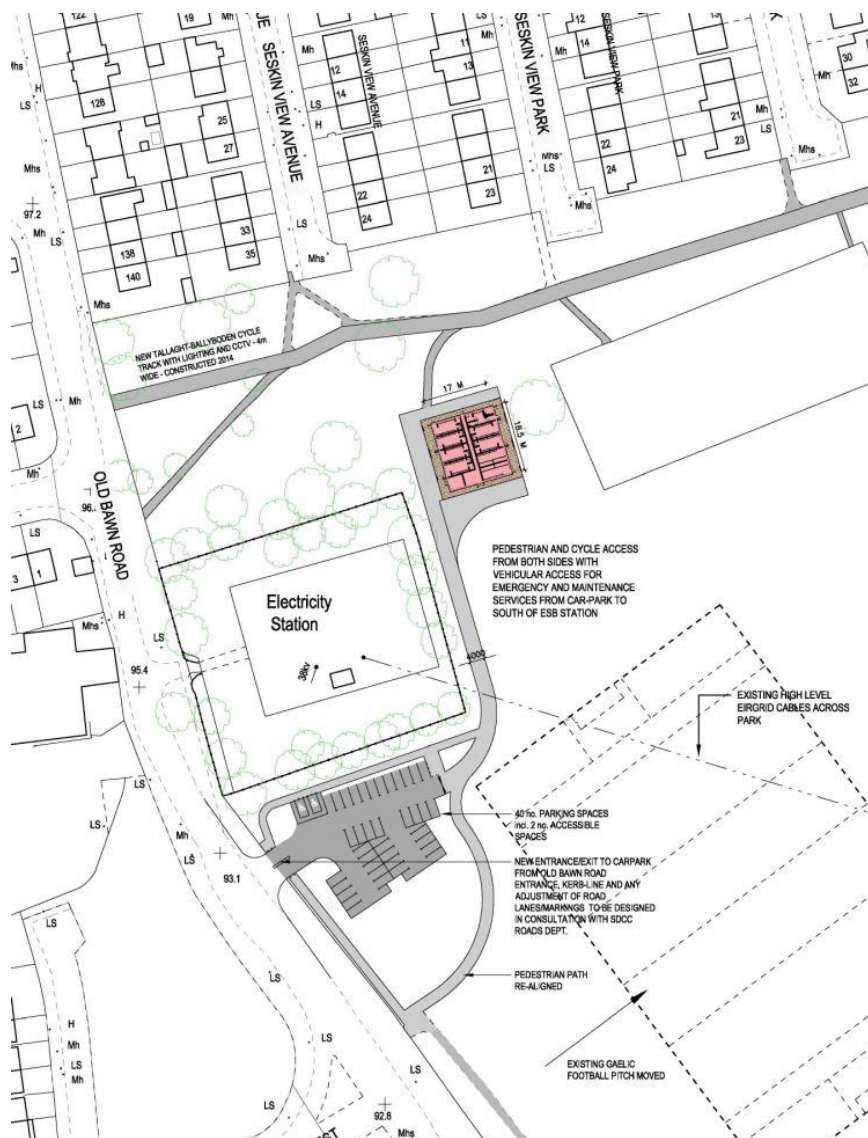 122
19
SESKIN VIEW AVENUE
SESKIN VIEW AVENUE
12
14
11
13
SESKIN VIEW PARK
SESKIN VIEW PARK
12
14
13
30
32
LS
Mh
Mhs
H
LS
128
25
27
LS
H
Mh
LS
21
23
Mhs
22
24
21
23
Mhs
LS
Mhs
97.2
Mh
LS
22
24
33
35
138
140
LS
Mhs
Mhs
Mhs
NEW TALLAGHT-BALLYBODEN CYCLE
TRACK WITH LIGHTING AND CCTV - 4m
WIDE - CONSTRUCTED 2014
17 M
18.5 M
LS
Mh
2
Mh
OLD BAWN ROAD
96.
LS
3
1
PEDESTRIAN AND CYCLE ACCESS
FROM BOTH SIDES WITH
VEHICULAR ACCESS FOR
EMERGENCY AND MAINTENANCE
SERVICES FROM CAR-PARK TO
SOUTH OF ESB STATION
Electricity
Station
H
Mhs
LS
95.4
38kv
4000
EXISTING HIGH LEVEL
EIRGRID CABLES ACROSS
PARK
40 no. PARKING SPACES
incl. 2 no. ACCESSIBLE
SPACES
LS
Mh
LS
93.1
NEW ENTRANCE/EXIT TO CARPARK
FROM OLD BAWN ROAD
ENTRANCE, KERB-LINE AND ANY
ADJUSTMENT OF ROAD
LANES/MARKINGS TO BE DESIGNED
IN CONSULTATION WITH SDCC
ROADS DEPT.
LS
LS
PEDESTRIAN PATH
RE-ALIGNED
H
Mh
LS
Mh
LS
LS
EXISTING GAELIC
FOOTBALL PITCH MOVED
LS
92.8
Mhs